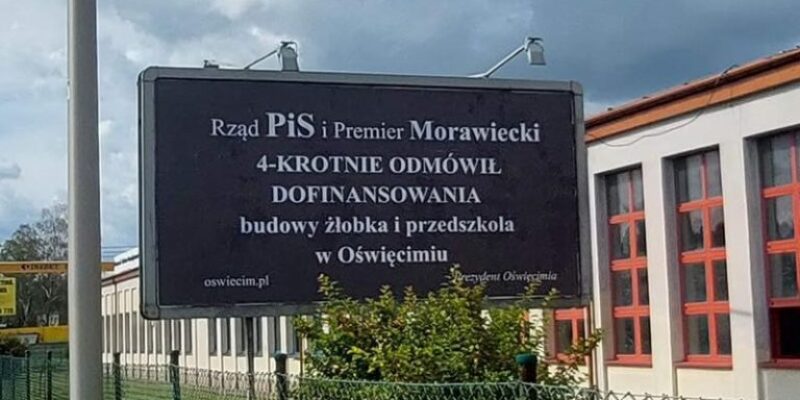 Rząd PiS i Premier Morawiecki
4-KROTNIE ODMÓWIŁ
DOFINANSOWANIA
budowy żłobka i przedszkola
w Oświęcimiu
oswiecim.pl
Prezydent Oświęcimia